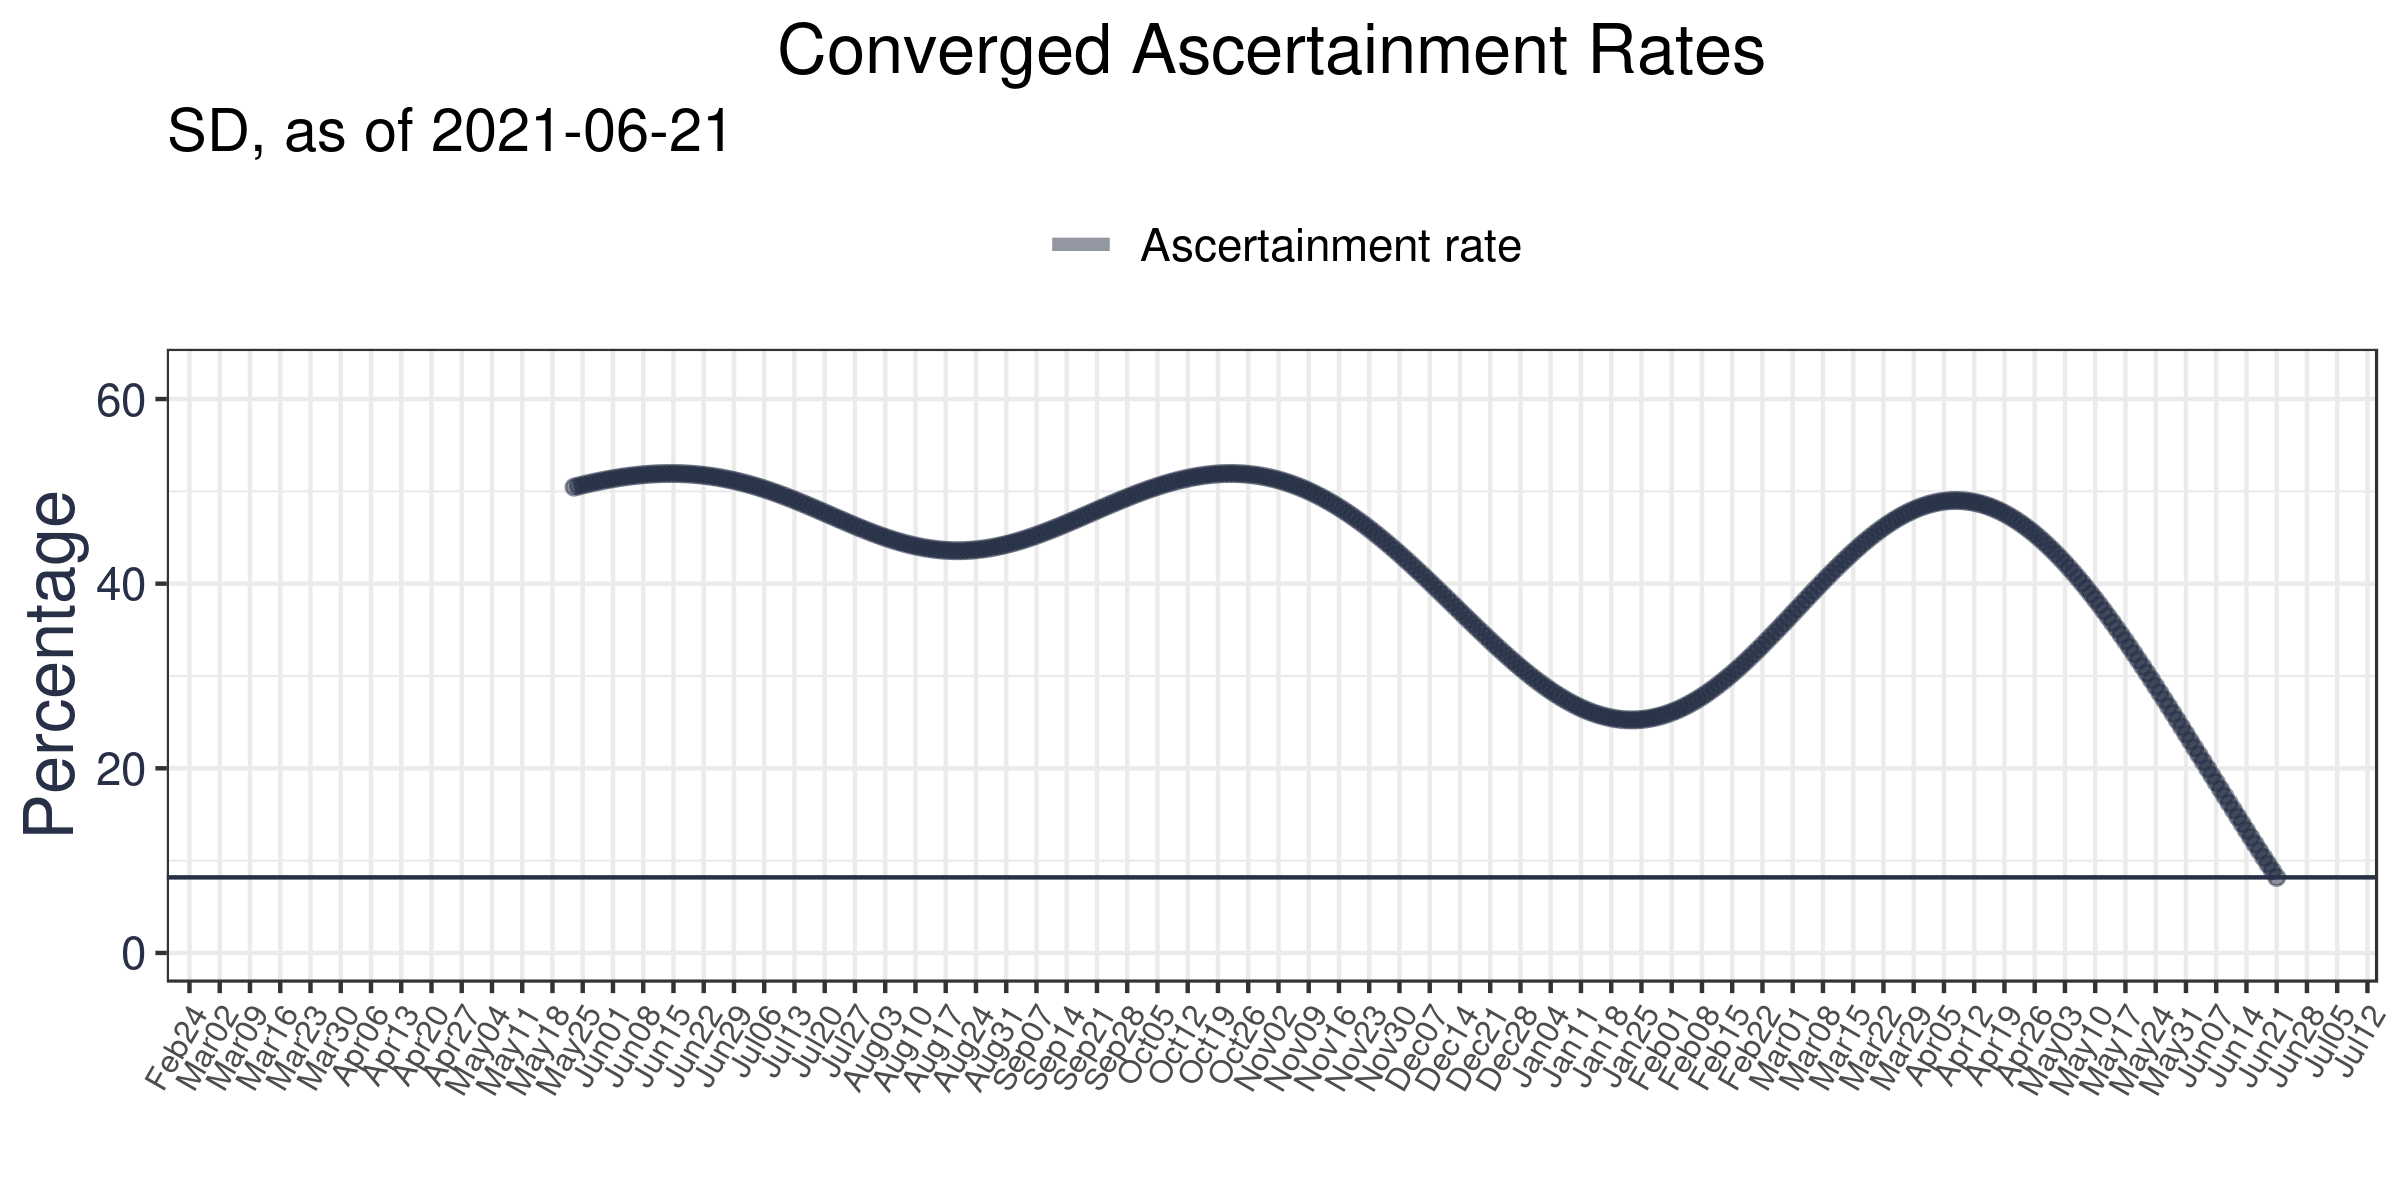 Converged Ascertainment Rates
SD, as of 2021-06-21
Ascertainment rate
Percentage
60
40
20
0
Feb24 Mar02 Mar09 Mar16 Mar23 Mar30 Apr06 Apr13 Apr20 Apr27 May04 May11 May18 May25 Jun01 Jun08 Jun15 Jun22 Jun29 Jul06 Jul13 Jul20 Jul27 Aug03 Aug10 Aug17 Aug24 Aug31 Sep07 Sep14 Sep21 Sep28 Oct05 Oct12 Oct19 Oct26 Nov02 Nov09 Nov16 Nov23 Nov30 Dec07 Dec14 Dec21 Dec28 Jan04 Jan11 Jan18 Jan25 Feb01 Feb08 Feb15 Feb22 Mar01 Mar08 Mar15 Mar22 Mar29 Apr05 Apr12 Apr19 Apr26 May03 May10 May17 May24 May31 Jun07 Jun14 Jun21 Jun28 Jul05 Jul12